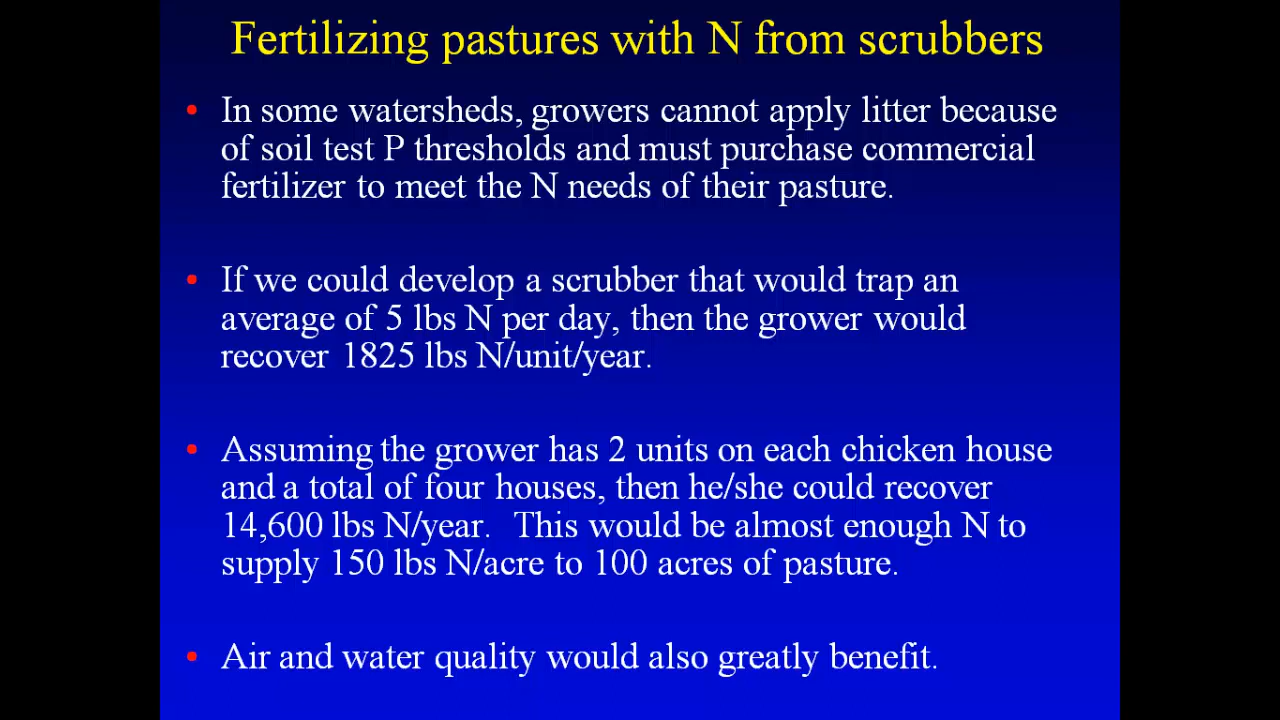 Fertilizing pastures with N from scrubbers
• In some watersheds, growers cannot apply litter because
of soil test P thresholds and must purchase commercial
fertilizer to meet the N needs of their pasture.
• If we could develop a scrubber that would trap an
average of 5 lbs N per day, then the grower would
recover 1825 lbs N/unit/year.
• Assuming the grower has 2 units on each chicken house
and a total of four houses, then he/she could recover
14,600 lbs N/year. This would be almost enough N to
supply 150 lbs N/acre to 100 acres of pasture.
• Air and water quality would also greatly benefit.